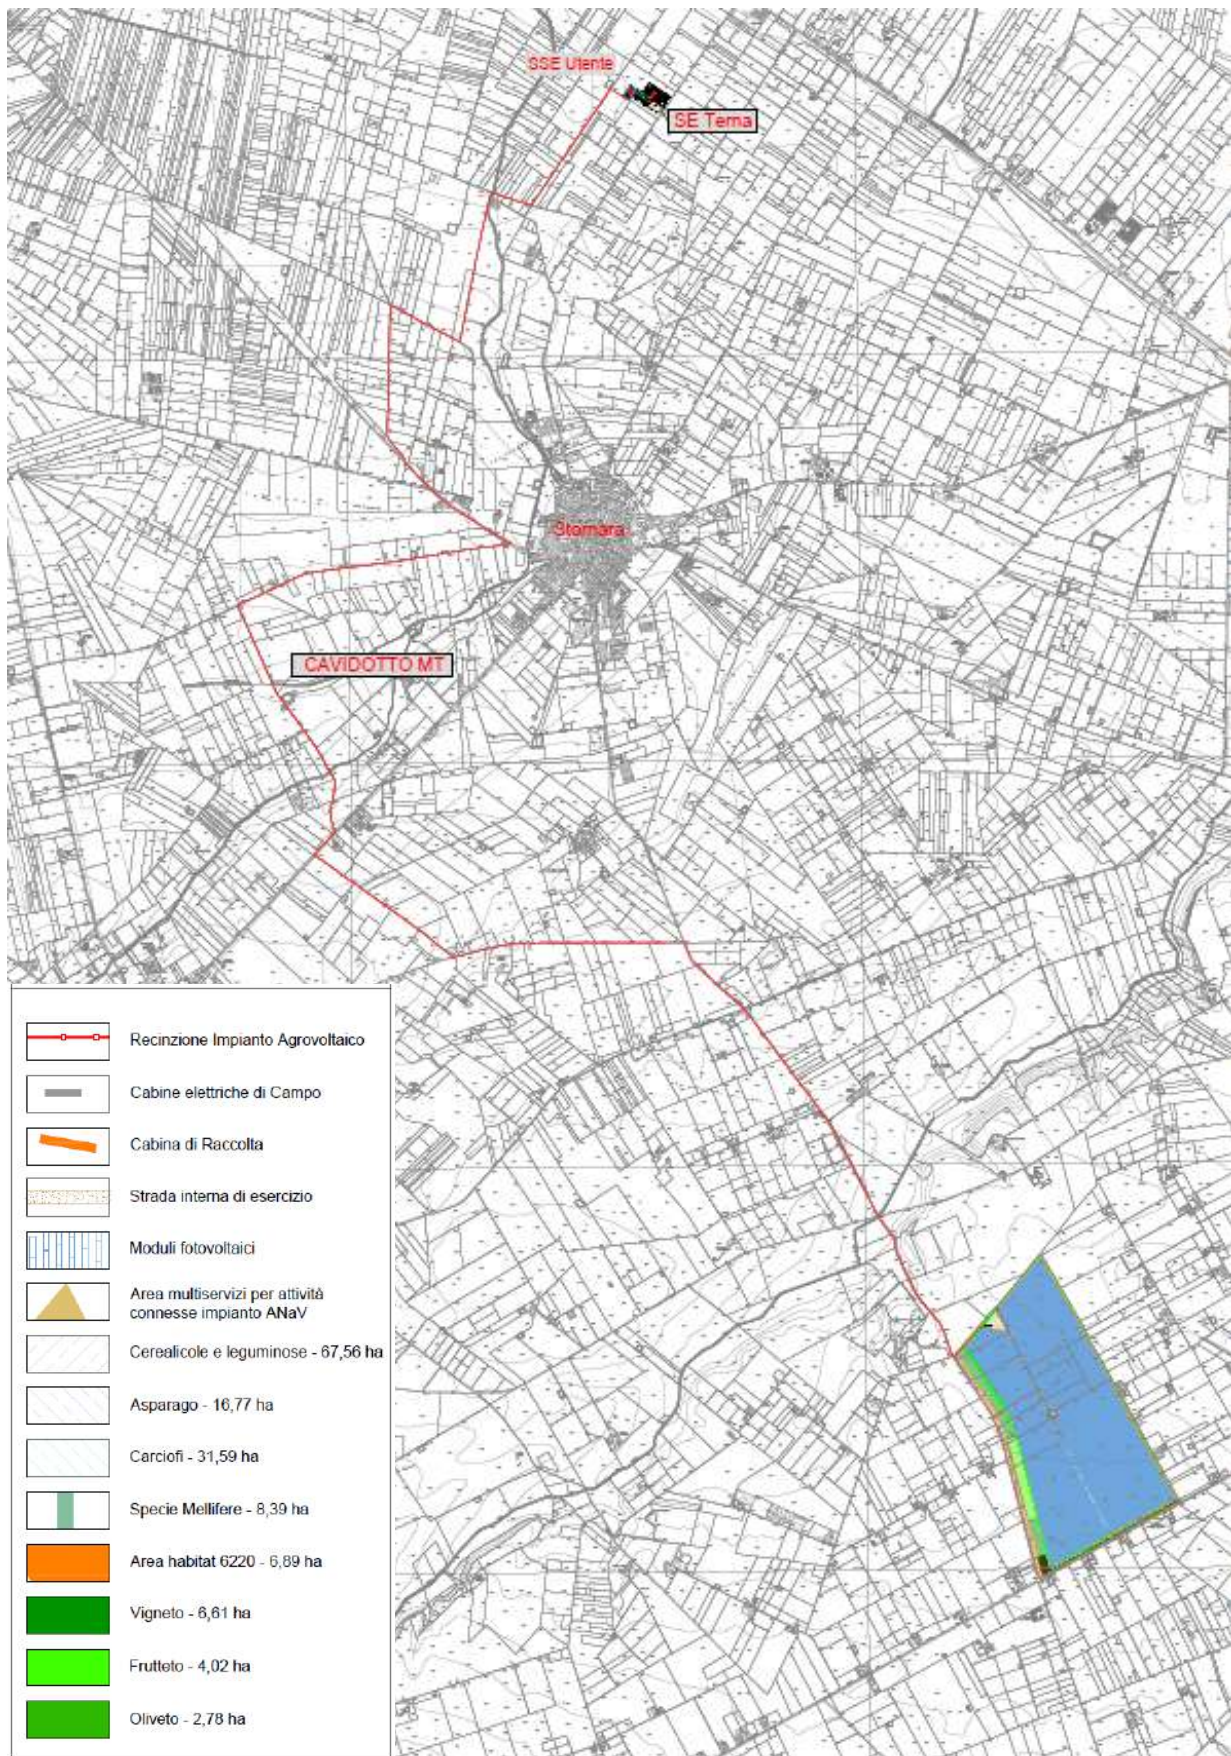 SSE Utente
SE Terna
Stornara
CAVIDOTTO MT
Recinzione Impianto Agrovoltaico
Cabine elettriche di Campo
Cabina di Raccolta
Strada interna di esercizio
Moduli fotovoltaici
Area multiservizi per attività
connesse impianto ANaV
Cerealicole e leguminose - 67,56 ha
Asparago - 16,77 ha
Carciofi - 31,59 ha
Specie Mellifere - 8,39 ha
Area habitat 6220 - 6,89 ha
Vigneto - 6,61 ha
Frutteto - 4,02 ha
Oliveto - 2,78 ha